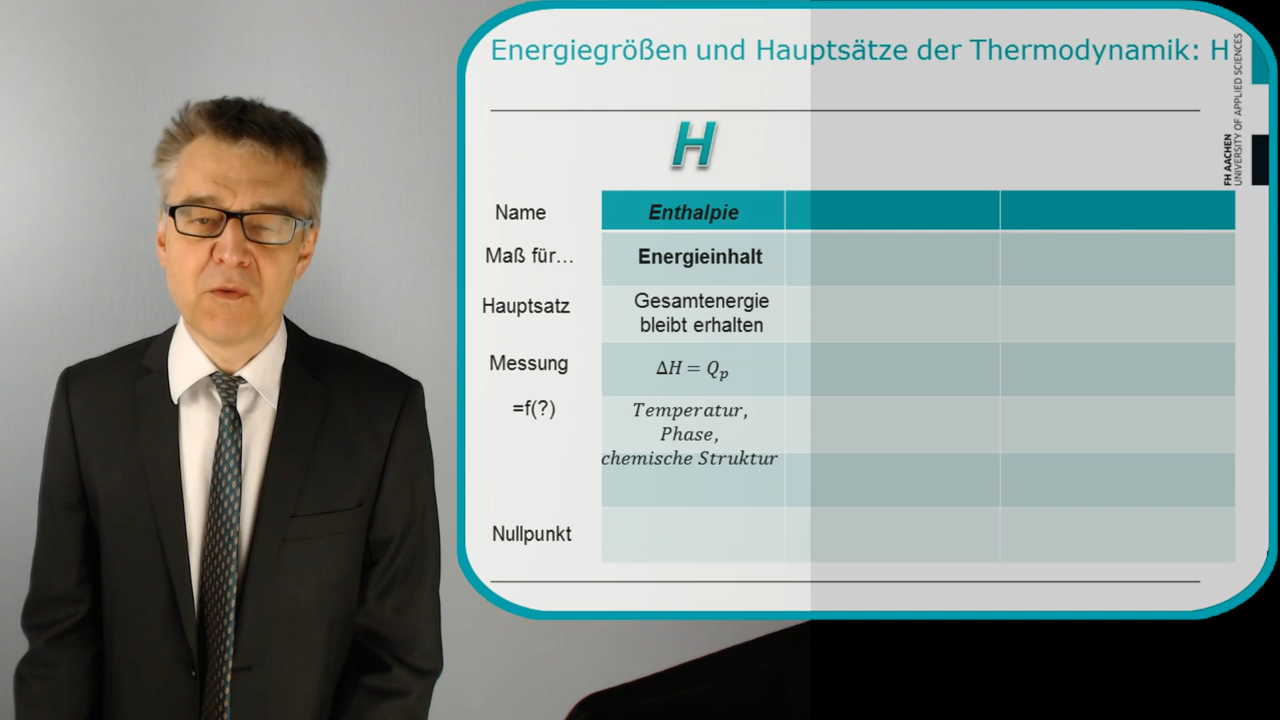 Energiegrößen und Hauptsätze der Thermodynamik: H
FH AACHEN
UNIVERSITY OF APPLIED SCIENCES
H
Name
Enthalpie
Maß für…
Energieinhalt
Hauptsatz
Gesamtenergie
bleibt erhalten
Messung
ΔH = Qₚ
=f(?)
Temperatur,
Phase,
chemische Struktur
Nullpunkt